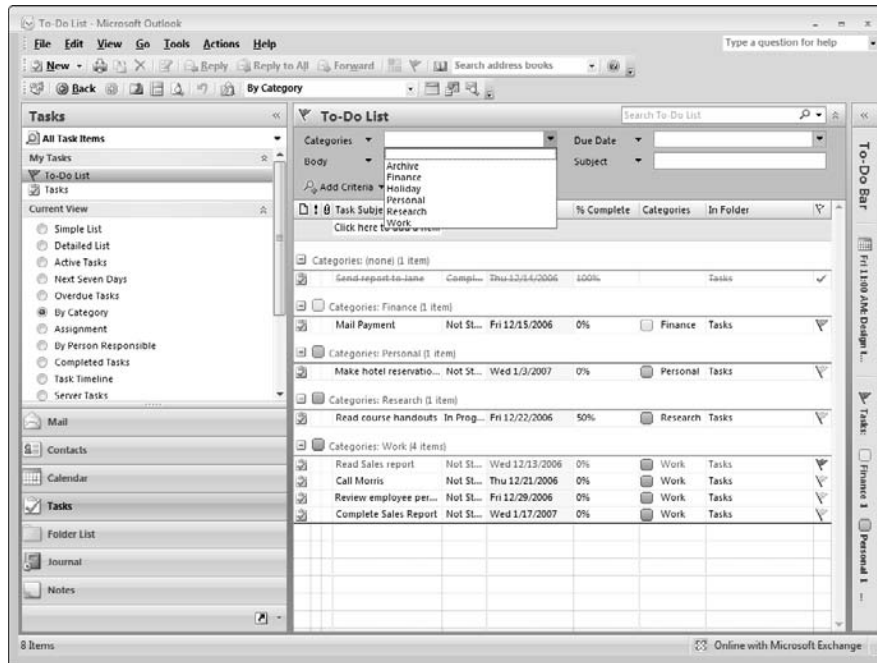 To-Do List - Microsoft Outlook
File Edit View Go Tools Actions Help
Type a question for help
New Reply Reply to All Forward Search address books
Back By Category
Tasks
All Task Items
My Tasks
To-Do List
Tasks
Current View
Simple List
Detailed List
Active Tasks
Next Seven Days
Overdue Tasks
By Category
Assignment
By Person Responsible
Completed Tasks
Task Timeline
Server Tasks
Mail
Contacts
Calendar
Tasks
Folder List
Journal
Notes
To-Do List Search To-Do List
Categories Due Date
Body Subject
Add Criteria
Archive
Finance
Holiday
Personal
Research
Work
! Task Subje % Complete Categories In Folder
Click here to add a
Categories: (none) (1 item)
Send report to Jane Compl... Thu 12/14/2006 100% Tasks
Categories: Finance (1 item)
Mail Payment Not St... Fri 12/15/2006 0% Finance Tasks
Categories: Personal (1 item)
Make hotel reservatio... Not St... Wed 1/3/2007 0% Personal Tasks
Categories: Research (1 item)
Read course handouts In Prog... Fri 12/22/2006 50% Research Tasks
Categories: Work (4 items)
Read Sales report Not St... Wed 12/13/2006 0% Work Tasks
Call Morris Not St... Thu 12/21/2006 0% Work Tasks
Review employee per... Not St... Fri 12/29/2006 0% Work Tasks
Complete Sales Report Not St... Wed 1/17/2007 0% Work Tasks
To-Do Bar
Fri 11:00 AM: Design t...
Tasks: Finance 1 Personal 1 ...
8 Items
Online with Microsoft Exchange